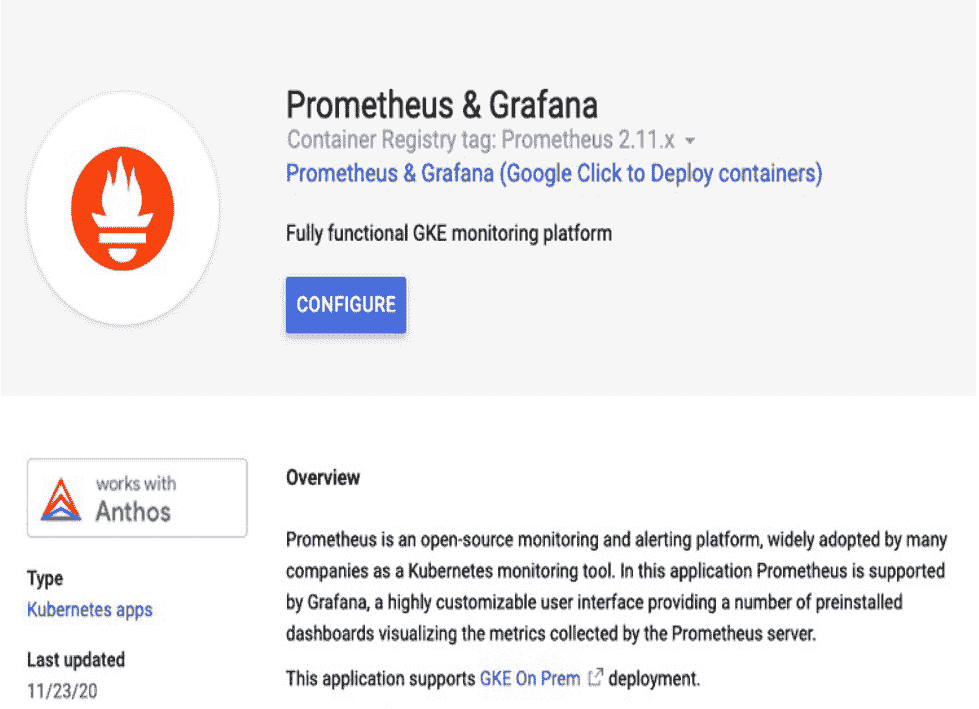 Prometheus & Grafana
Container Registry tag: Prometheus 2.11.x
Prometheus & Grafana (Google Click to Deploy containers)
Fully functional GKE monitoring platform
CONFIGURE
works with
Anthos
Type
Kubernetes apps
Last updated
11/23/20
Overview
Prometheus is an open-source monitoring and alerting platform, widely adopted by many
companies as a Kubernetes monitoring tool. In this application Prometheus is supported
by Grafana, a highly customizable user interface providing a number of preinstalled
dashboards visualizing the metrics collected by the Prometheus server.
This application supports GKE On Prem deployment.